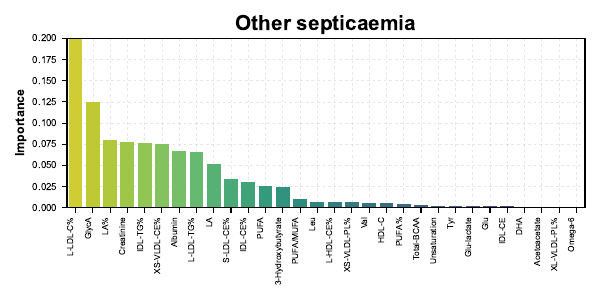 Other septicaemia
Importance
0.200
0.175
0.150
0.125
0.100
0.075
0.050
0.025
0.000
L-LDL-C%
GlycA
LA%
Creatinine
IDL-TG%
XS-VLDL-CE%
Albumin
L-LDL-TG%
LA
S-LDL-CE%
IDL-CE%
PUFA
3-Hydroxybutyrate
PUFA/MUFA
Leu
L-HDL-CE%
XS-VLDL-PL%
Val
HDL-C
PUFA%
Total-BCAA
Unsaturation
Tyr
Glu-lactate
Glu
IDL-CE
DHA
Acetoacetate
XL-VLDL-PL%
Omega-6